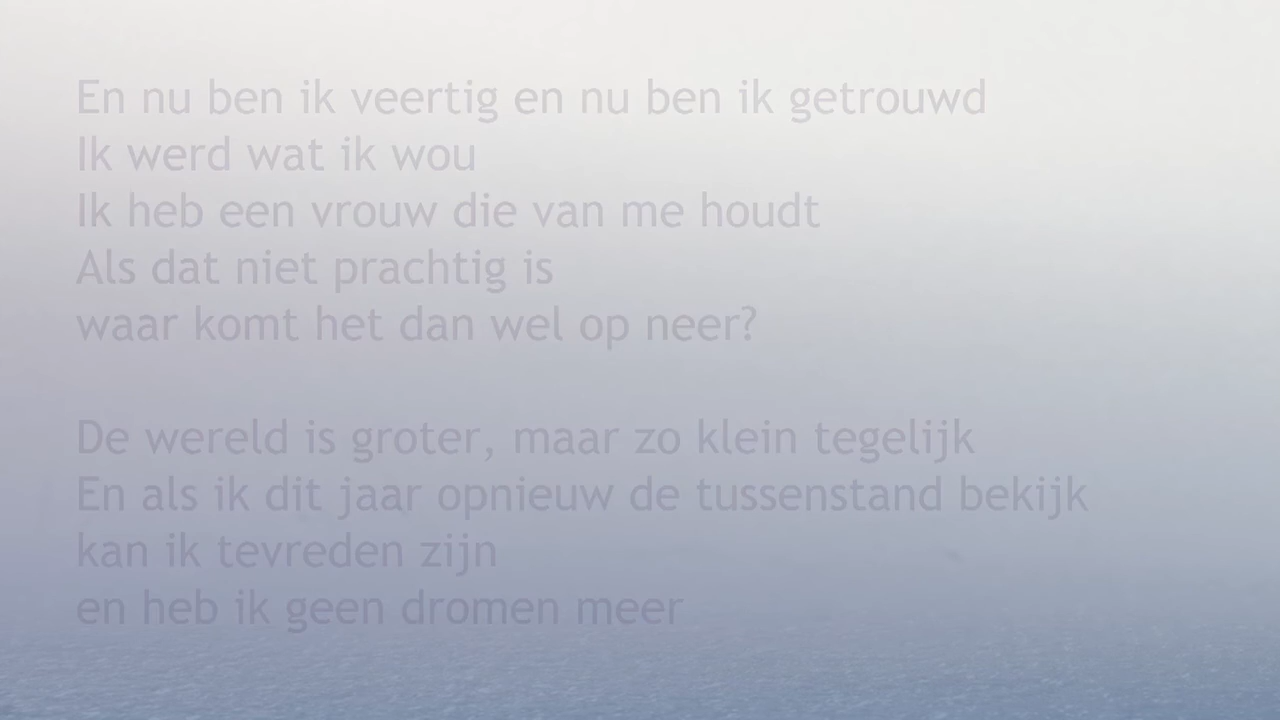 En nu ben ik veertig en nu ben ik getrouwd
Ik werd wat ik wou
Ik heb een vrouw die van me houdt
Als dat niet prachtig is
waar komt het dan wel op neer?
De wereld is groter, maar zo klein tegelijk
En als ik dit jaar opnieuw de tussenstand bekijk
kan ik tevreden zijn
en heb ik geen dromen meer